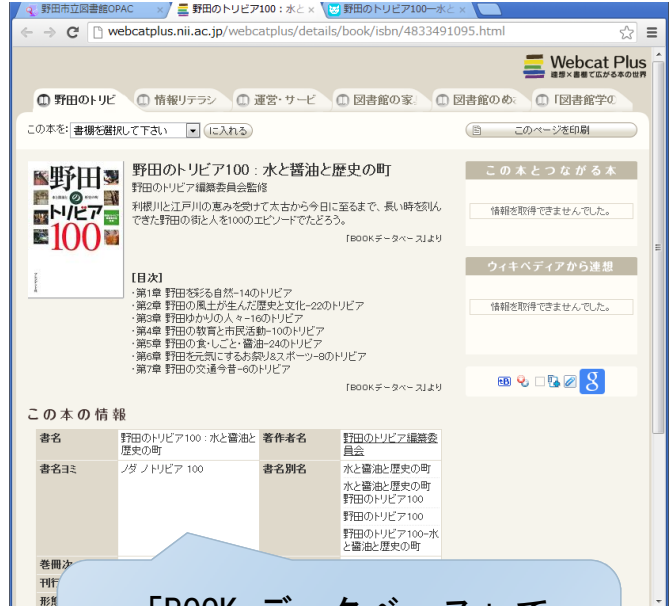 野田市立図書館OPAC
野田のトリビア100：水と
野田のトリビア100―水と
webcatplus.nii.ac.jp/webcatplus/details/book/isbn/4833491095.html
Webcat Plus
連想×書棚で広がる本の世界
野田のトリビ
情報リテラシ
運営・サービ
図書館の家
図書館のめ
「図書館学の
この本を: 書棚を選択して下さい に入れる
このページを印刷
野田
の
トリビア
100
野田のトリビア100 : 水と醤油と歴史の町
野田のトリビア編纂委員会監修
利根川と江戸川の恵みを受けて太古から今日に至るまで、長い時を刻ん
できた野田の街と人を100のエピソードでたどろう。
「BOOKデータベース」より
[目次]
・第1章 野田を彩る自然-14のトリビア
・第2章 野田の風土が生んだ歴史と文化-22のトリビア
・第3章 野田ゆかりの人々-16のトリビア
・第4章 野田の教育と市民活動-10のトリビア
・第5章 野田の食・しごと・醤油-24のトリビア
・第6章 野田を元気にするお祭り&スポーツ-8のトリビア
・第7章 野田の交通今昔-6のトリビア
「BOOKデータベース」より
この本とつながる本
情報を取得できませんでした。
ウィキペディアから連想
情報を取得できませんでした。
この本の情報
書名
野田のトリビア100 : 水と醤油と
歴史の町
著作者名
野田のトリビア編纂委
員会
書名ヨミ
ノダ ノ トリビア 100
書名別名
水と醤油と歴史の町
水と醤油と歴史の町
野田のトリビア100
野田のトリビア100
野田のトリビア100-水
と醤油と歴史の町
巻冊次
刊行
形態
「BOOK データベース」で